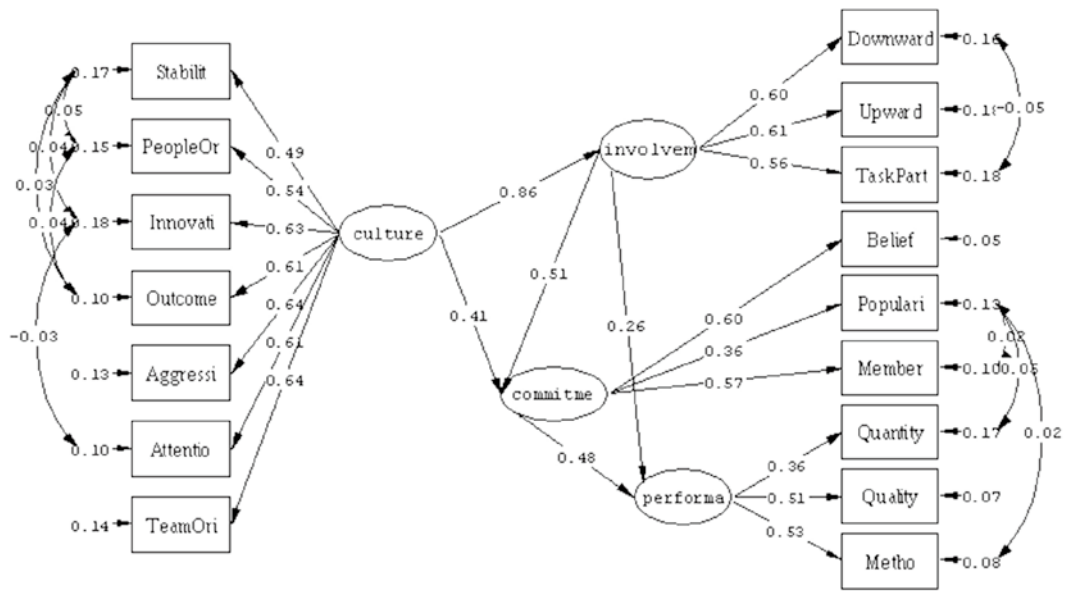 0.17
Stabilit
0.05
0.15
PeopleOr
0.04
0.03
0.18
Innovati
0.04
0.10
Outcome
-0.03
0.13
Aggressi
0.10
Attentio
0.14
TeamOri
0.49
0.54
0.63
0.61
0.64
0.61
0.64
culture
0.86
0.41
involvem
0.51
0.26
commitme
0.48
performa
0.60
0.61
0.56
0.60
0.36
0.57
0.36
0.51
0.53
Downward
0.16
-0.05
Upward
TaskPart
0.18
Belief
0.05
Populari
0.13
0.02
Member
0.10
0.05
Quantity
0.17
0.02
Quality
0.07
Metho
0.08